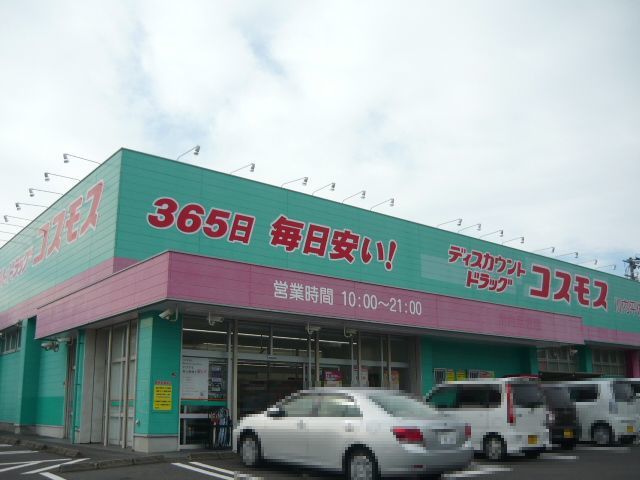 コスモス
365日 毎日安い!
ディスカウント
ドラッグ
コスモス
営業時間 10:00〜21:00